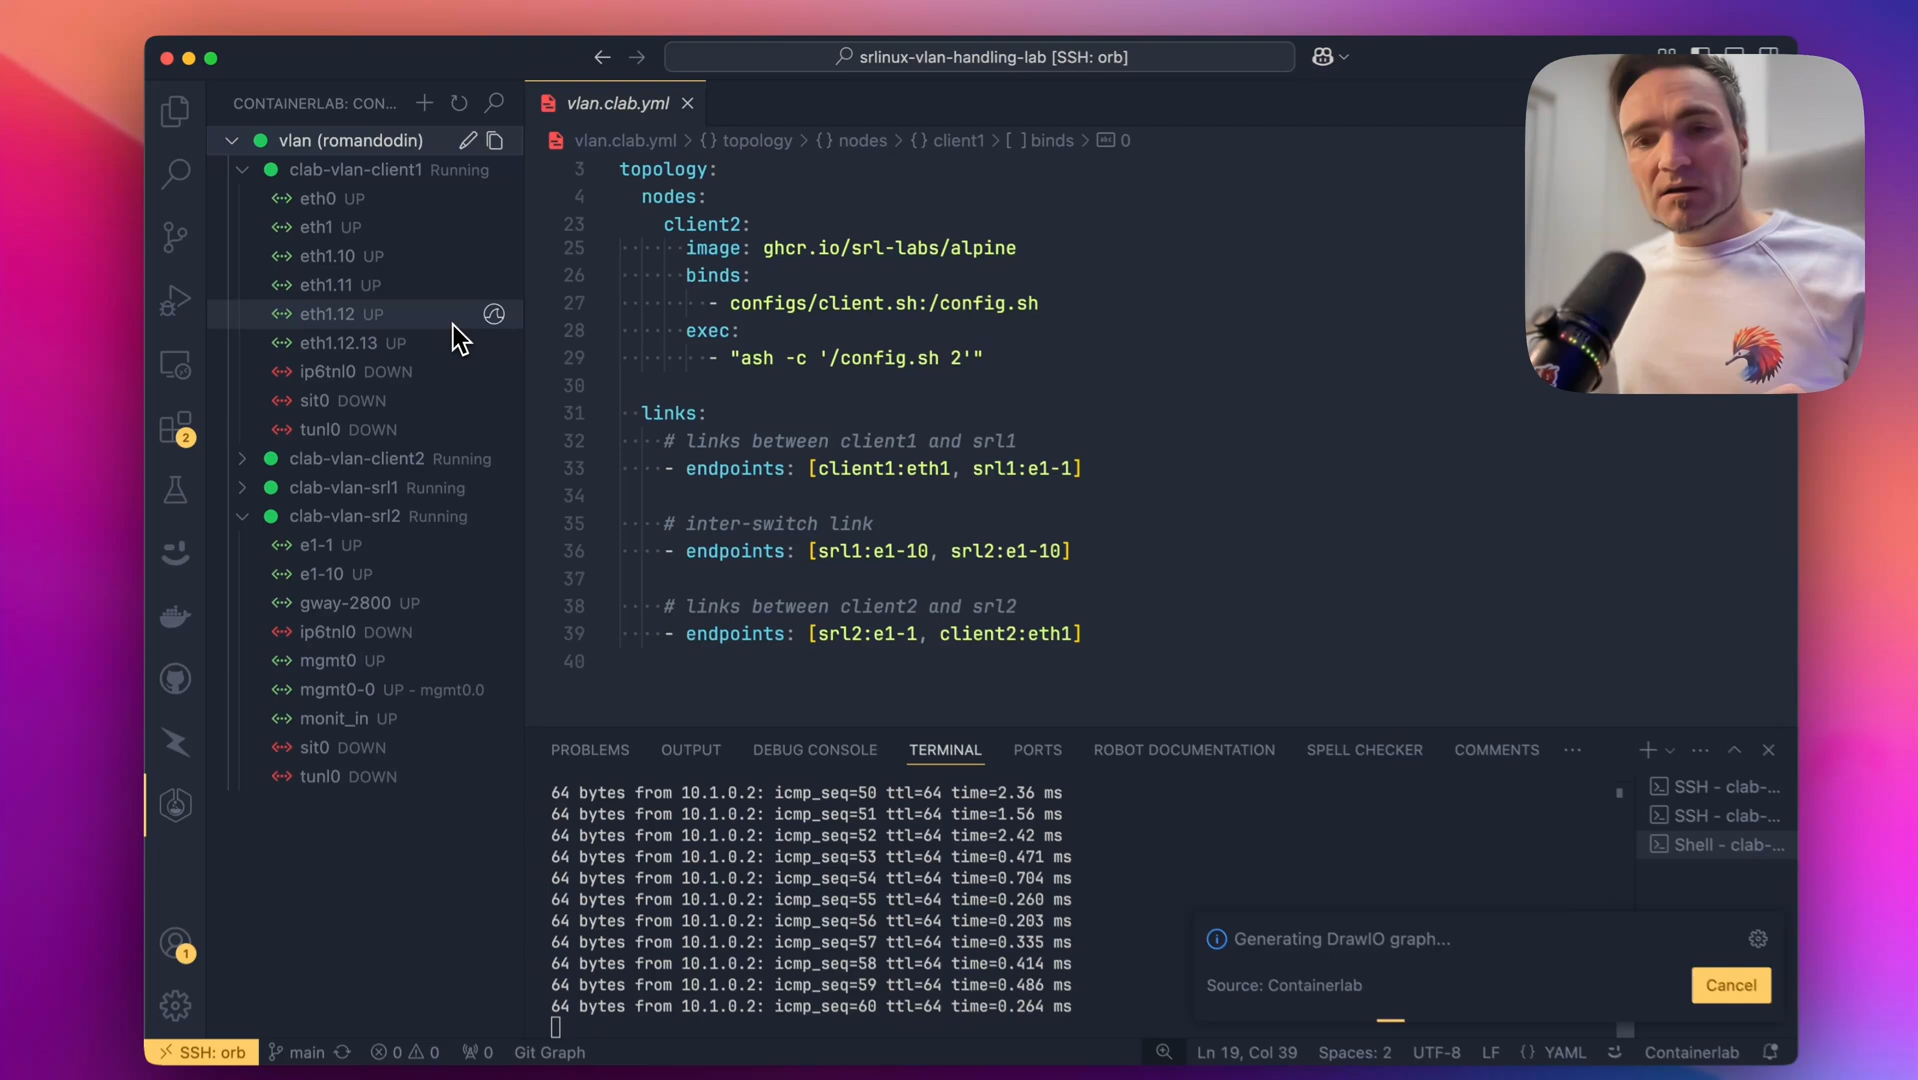 srlinux-vlan-handling-lab [SSH: orb]
CONTAINERLAB: CON...
vlan (romandodin)
clab-vlan-client1 Running
eth0 UP
eth1 UP
eth1.10 UP
eth1.11 UP
eth1.12 UP
eth1.12.13 UP
ip6tnl0 DOWN
sit0 DOWN
tunl0 DOWN
clab-vlan-client2 Running
clab-vlan-srl1 Running
clab-vlan-srl2 Running
e1-1 UP
e1-10 UP
gway-2800 UP
ip6tnl0 DOWN
mgmt0 UP
mgmt0-0 UP - mgmt0.0
monit_in UP
sit0 DOWN
tunl0 DOWN
2
1
vlan.clab.yml
vlan.clab.yml > {} topology > {} nodes > {} client1 > [ ] binds > abc 0
3 topology:
4 nodes:
23 client2:
25 image: ghcr.io/srl-labs/alpine
26 binds:
27 - configs/client.sh:/config.sh
28 exec:
29 - "ash -c '/config.sh 2'"
30
31 links:
32 # links between client1 and srl1
33 - endpoints: [client1:eth1, srl1:e1-1]
34
35 # inter-switch link
36 - endpoints: [srl1:e1-10, srl2:e1-10]
37
38 # links between client2 and srl2
39 - endpoints: [srl2:e1-1, client2:eth1]
40
PROBLEMS OUTPUT DEBUG CONSOLE TERMINAL PORTS ROBOT DOCUMENTATION SPELL CHECKER COMMENTS ...
64 bytes from 10.1.0.2: icmp_seq=50 ttl=64 time=2.36 ms
64 bytes from 10.1.0.2: icmp_seq=51 ttl=64 time=1.56 ms
64 bytes from 10.1.0.2: icmp_seq=52 ttl=64 time=2.42 ms
64 bytes from 10.1.0.2: icmp_seq=53 ttl=64 time=0.471 ms
64 bytes from 10.1.0.2: icmp_seq=54 ttl=64 time=0.704 ms
64 bytes from 10.1.0.2: icmp_seq=55 ttl=64 time=0.260 ms
64 bytes from 10.1.0.2: icmp_seq=56 ttl=64 time=0.203 ms
64 bytes from 10.1.0.2: icmp_seq=57 ttl=64 time=0.335 ms
64 bytes from 10.1.0.2: icmp_seq=58 ttl=64 time=0.414 ms
64 bytes from 10.1.0.2: icmp_seq=59 ttl=64 time=0.486 ms
64 bytes from 10.1.0.2: icmp_seq=60 ttl=64 time=0.264 ms
SSH - clab-...
SSH - clab-...
Shell - clab-...
Generating DrawIO graph...
Source: Containerlab
Cancel
SSH: orb main 0 0 0 Git Graph Ln 19, Col 39 Spaces: 2 UTF-8 LF {} YAML Containerlab